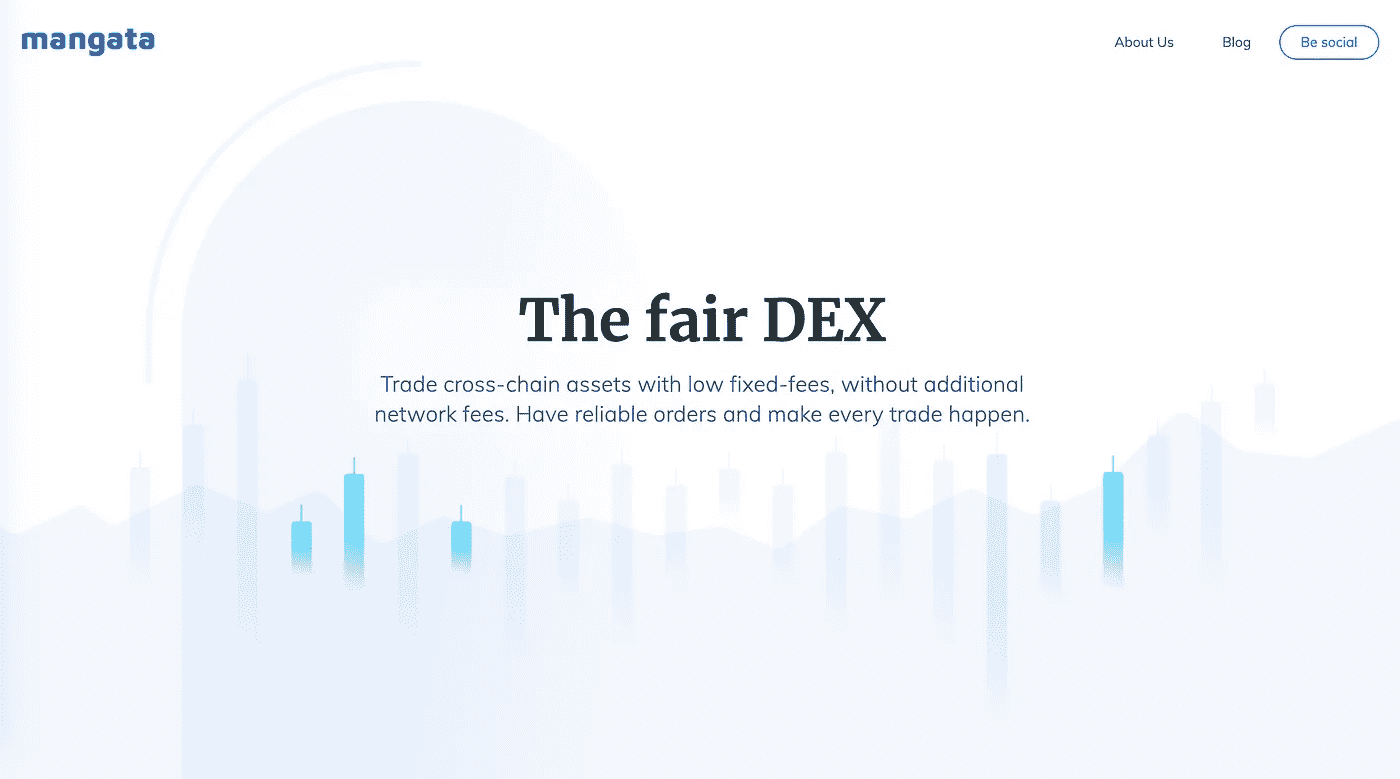 mangata
About Us
Blog
Be social
The fair DEX
Trade cross-chain assets with low fixed-fees, without additional
network fees. Have reliable orders and make every trade happen.